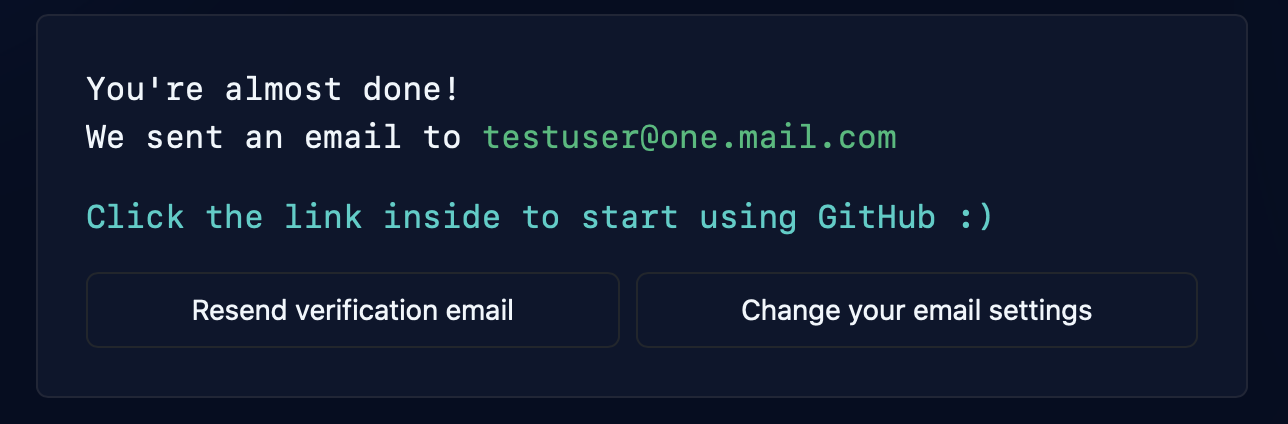 You're almost done!
We sent an email to testuser@one.mail.com
Click the link inside to start using GitHub :)
Resend verification email
Change your email settings